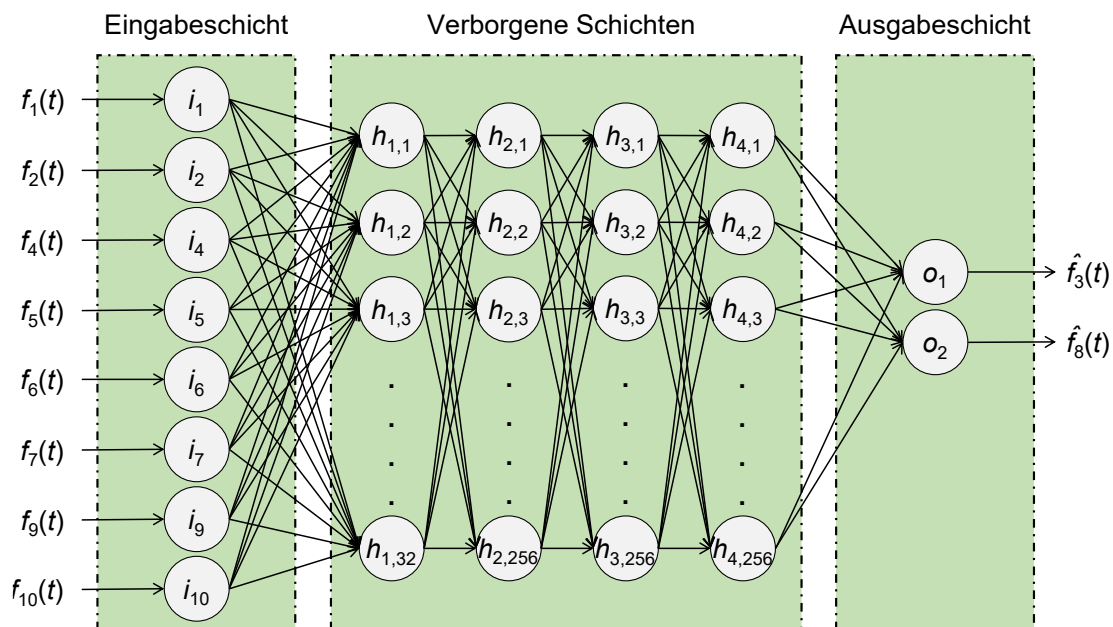 Eingabeschicht Verborgene Schichten Ausgabeschicht
f₁(t) i₁
h₁,₁ h₂,₁ h₃,₁ h₄,₁
f₂(t) i₂
h₁,₂ h₂,₂ h₃,₂ h₄,₂
f₄(t) i₄
o₁ f̂₃(t)
f₅(t) i₅
h₁,₃ h₂,₃ h₃,₃ h₄,₃
o₂ f̂₈(t)
f₆(t) i₆
f₇(t) i₇
f₉(t) i₉
h₁,₃₂ h₂,₂₅₆ h₃,₂₅₆ h₄,₂₅₆
f₁₀(t) i₁₀